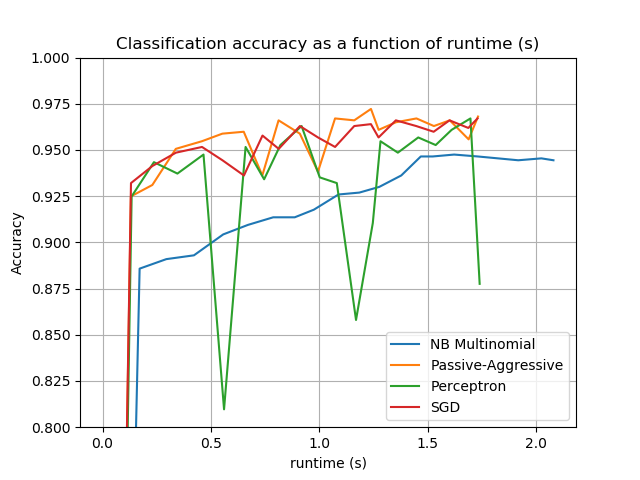 Classification accuracy as a function of runtime (s)
1.000
0.975
0.950
0.925
0.900
0.875
0.850
0.825
0.800
Accuracy
NB Multinomial
Passive-Aggressive
Perceptron
SGD
0.0 0.5 1.0 1.5 2.0
runtime (s)